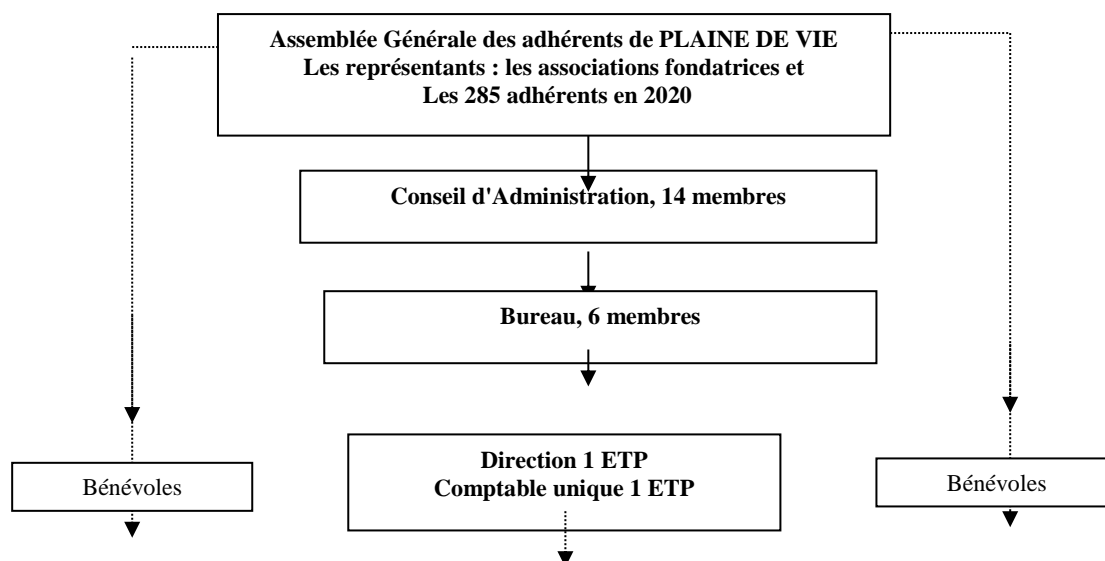 Assemblée Générale des adhérents de PLAINE DE VIE
Les représentants : les associations fondatrices et
Les 285 adhérents en 2020
Conseil d'Administration, 14 membres
Bureau, 6 membres
Direction 1 ETP
Comptable unique 1 ETP
Bénévoles
Bénévoles